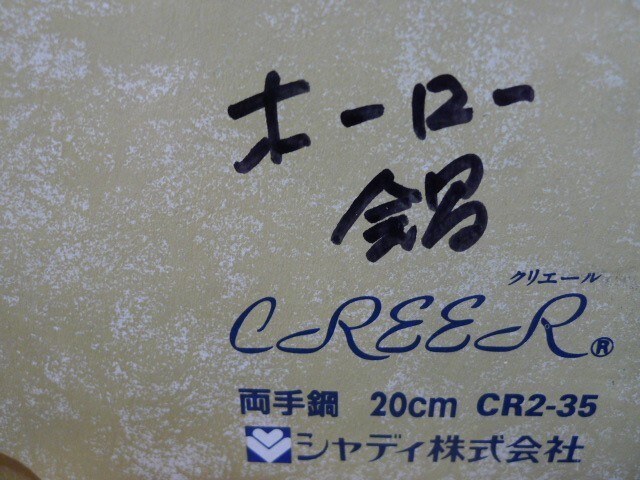 ホーロー
鍋
クリエール
CREER®
両手鍋 20cm CR2-35
シャディ株式会社